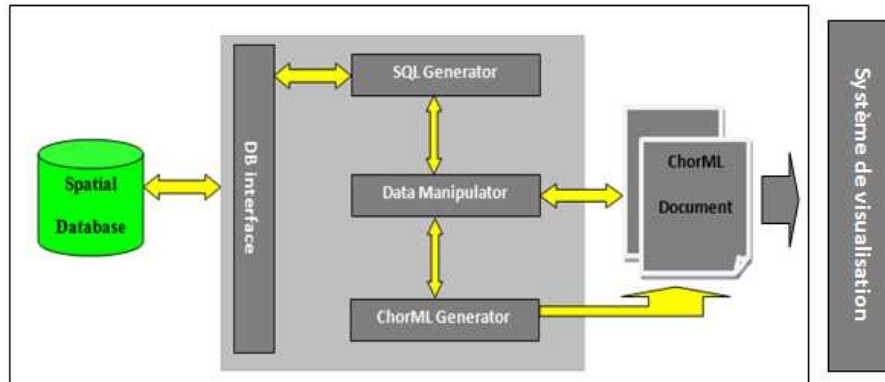 Spatial
Database
DB interface
SQL Generator
Data Manipulator
ChorML Generator
ChorML
Document
Système de visualisation